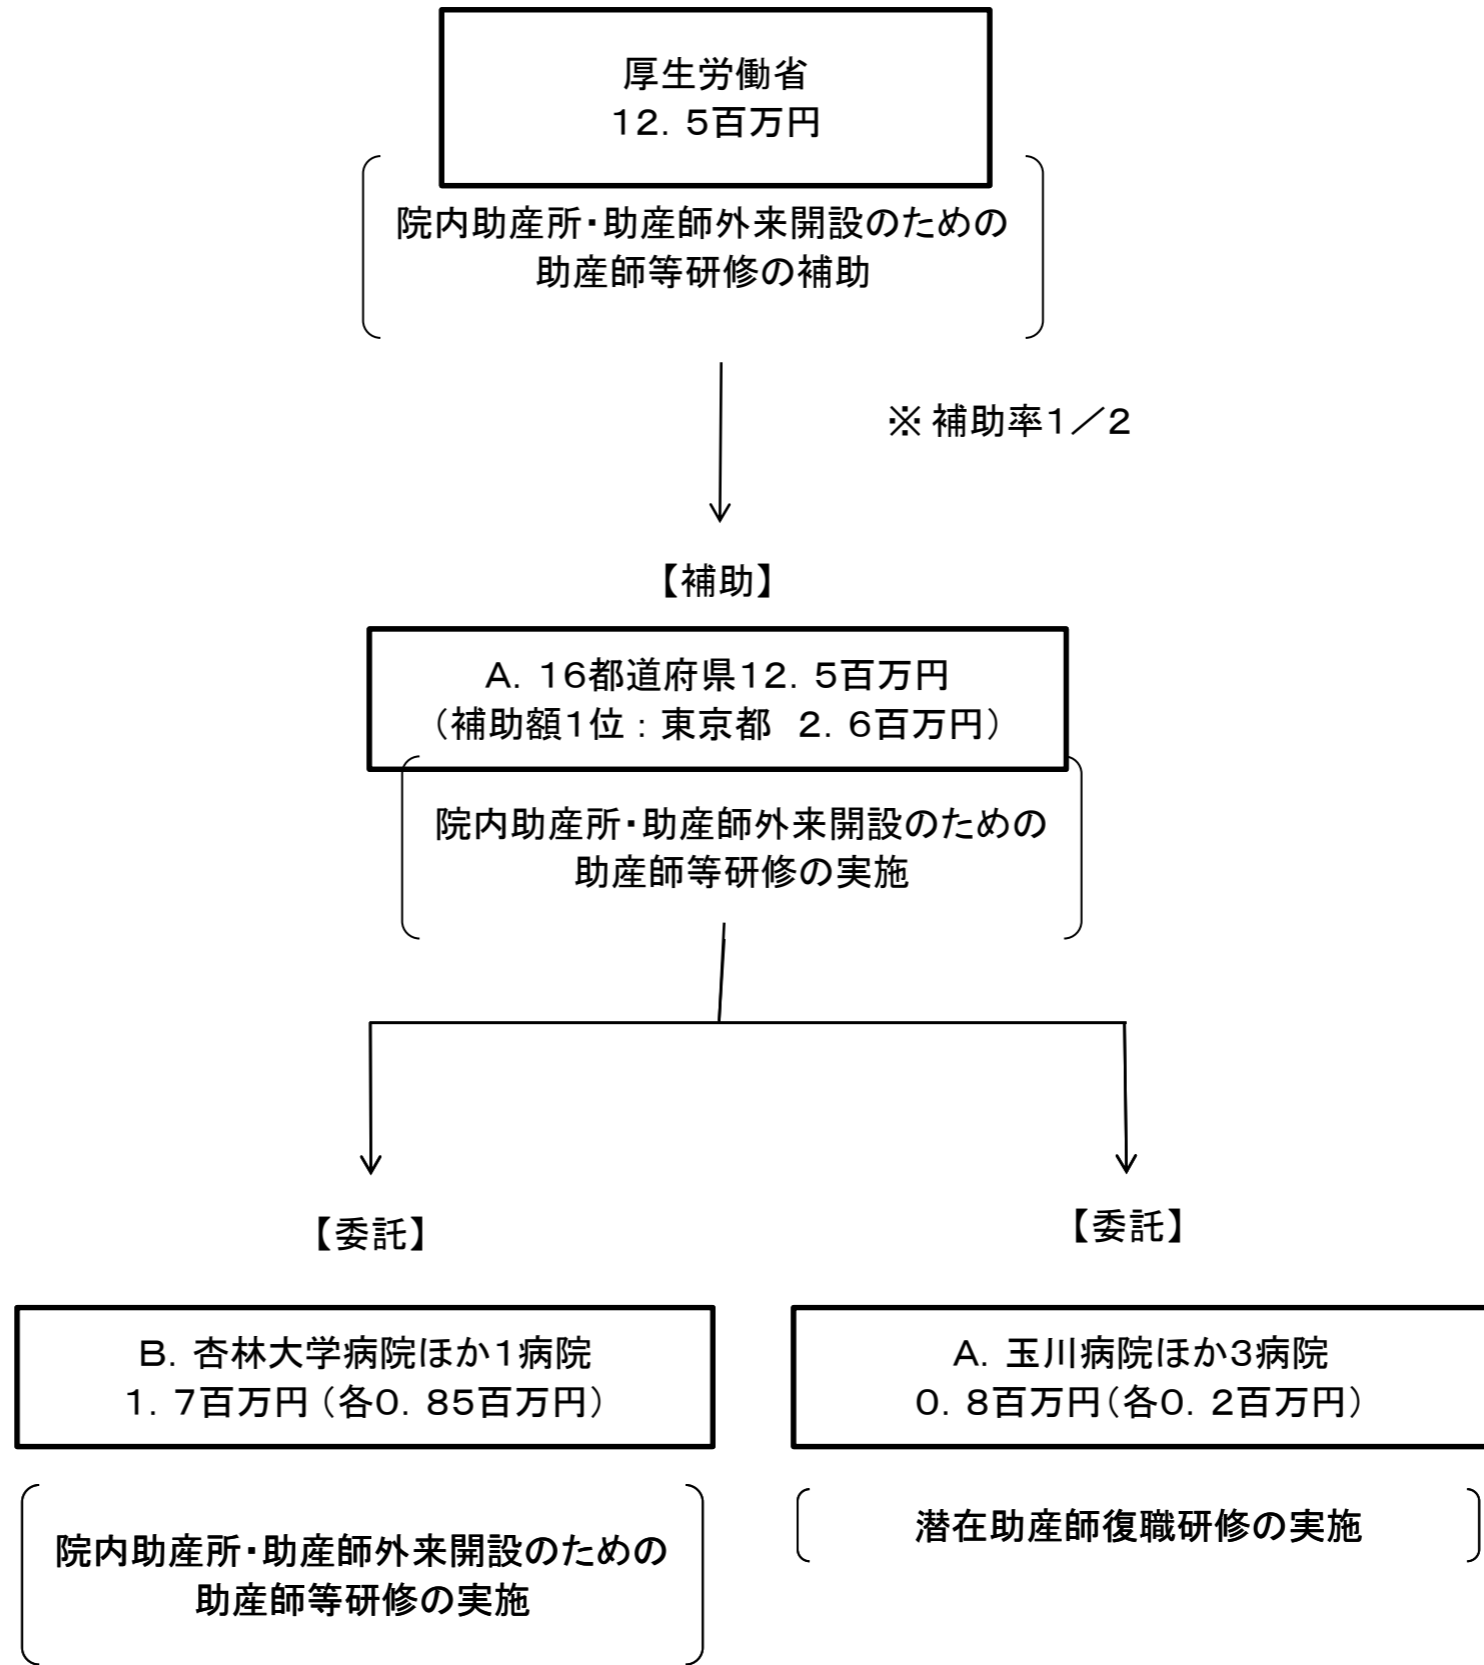 厚生労働省
12．5百万円
院内助産所・助産師外来開設のための
助産師等研修の補助
※ 補助率1／2
【補助】
A．16都道府県12．5百万円
（補助額1位：東京都　2．6百万円）
院内助産所・助産師外来開設のための
助産師等研修の実施
【委託】
【委託】
B．杏林大学病院ほか1病院
1．7百万円（各0．85百万円）
A．玉川病院ほか3病院
0．8百万円（各0．2百万円）
院内助産所・助産師外来開設のための
助産師等研修の実施
潜在助産師復職研修の実施